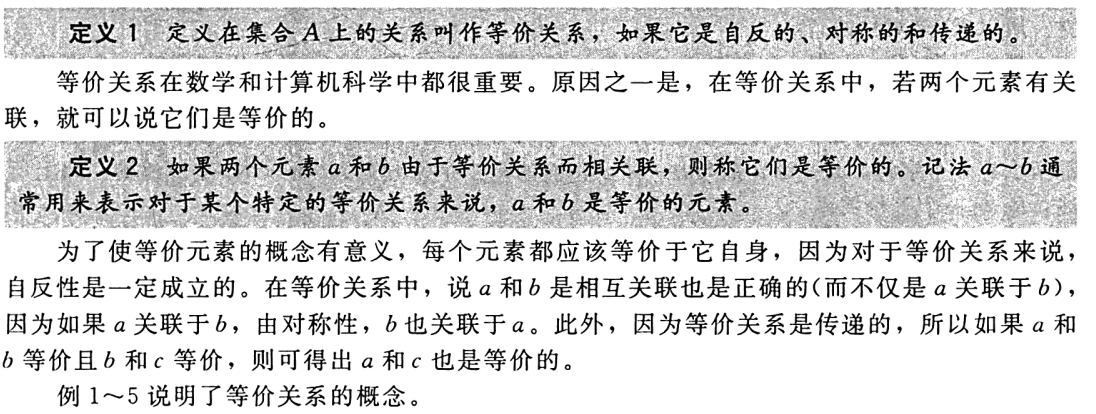 定义 1 定义在集合 A 上的关系叫作等价关系，如果它是自反的、对称的和传递的。
等价关系在数学和计算机科学中都很重要。原因之一是，在等价关系中，若两个元素有关
联，就可以说它们是等价的。
定义 2 如果两个元素 a 和 b 由于等价关系而相关联，则称它们是等价的。记法 a～b 通
常用来表示对于某个特定的等价关系来说，a 和 b 是等价的元素。
为了使等价元素的概念有意义，每个元素都应该等价于它自身，因为对于等价关系来说，
自反性是一定成立的。在等价关系中，说 a 和 b 是相互关联也是正确的(而不仅是 a 关联于 b)，
因为如果 a 关联于 b，由对称性，b 也关联于 a。此外，因为等价关系是传递的，所以如果 a 和
b 等价且 b 和 c 等价，则可得出 a 和 c 也是等价的。
例 1～5 说明了等价关系的概念。